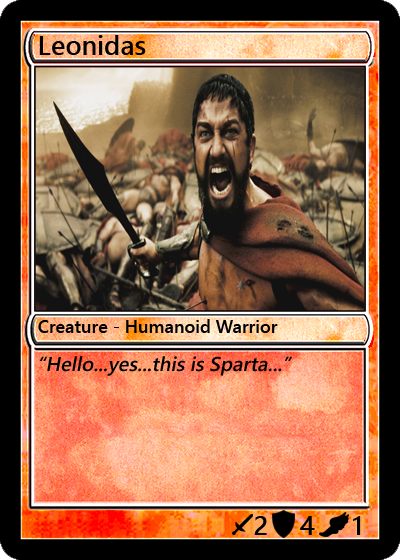 Leonidas
Creature - Humanoid Warrior
“Hello...yes...this is Sparta...”
2 4 1